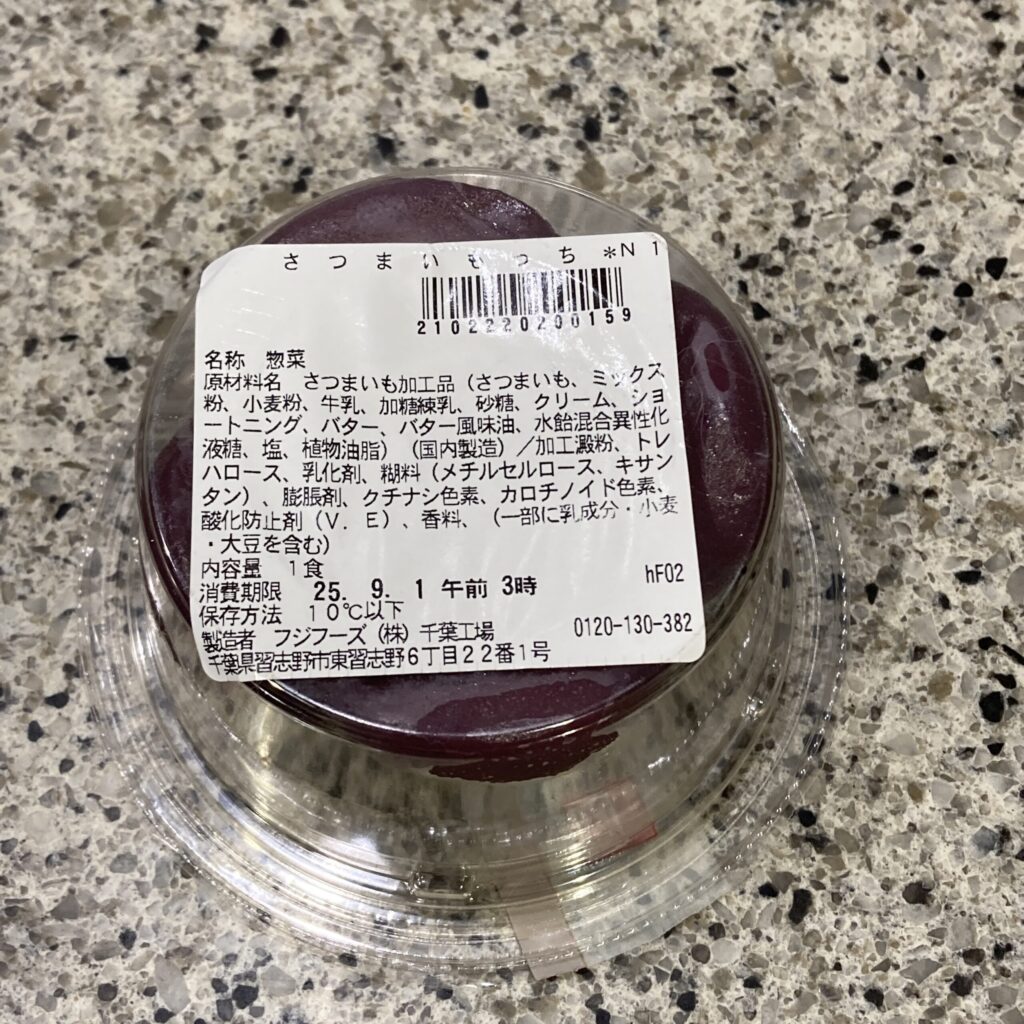 さつまいもっち*N1
2102220200159
名称 惣菜
原材料名 さつまいも加工品（さつまいも、ミックス
粉、小麦粉、牛乳、加糖練乳、砂糖、クリーム、ショ
ートニング、バター、バター風味油、水飴混合異性化
液糖、塩、植物油脂）（国内製造）／加工澱粉、トレ
ハロース、乳化剤、糊料（メチルセルロース、キサン
タン）、膨脹剤、クチナシ色素、カロチノイド色素、
酸化防止剤（V．E）、香料、（一部に乳成分・小麦
・大豆を含む）
内容量 1食
hF02
消費期限 25. 9. 1 午前 3時
保存方法 10℃以下
製造者 フジフーズ（株）千葉工場 0120-130-382
千葉県習志野市東習志野6丁目22番1号